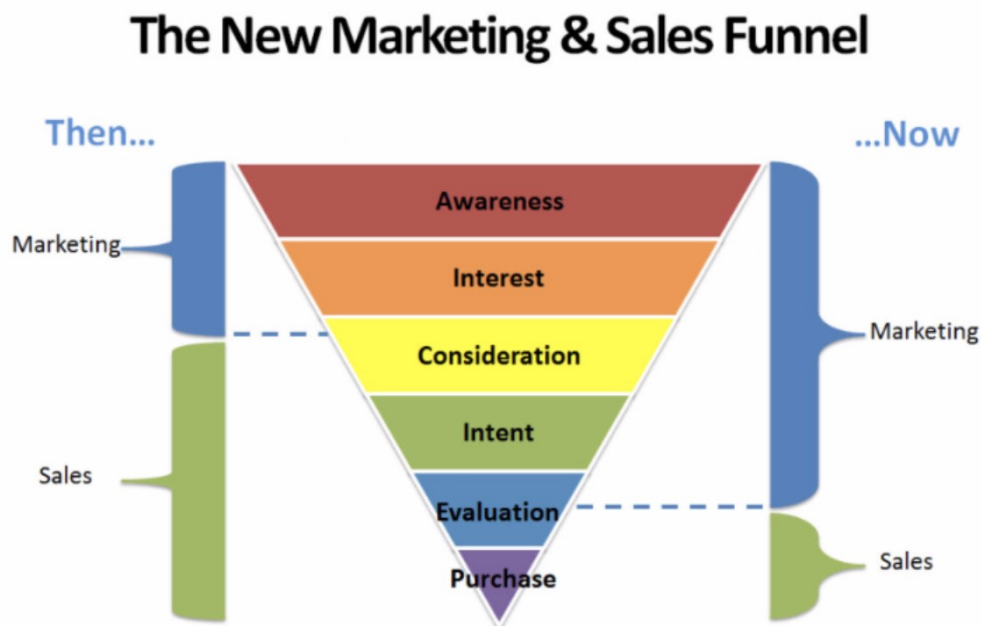 The New Marketing & Sales Funnel
Then...
...Now
Awareness
Marketing
Interest
Marketing
Consideration
Intent
Sales
Evaluation
Sales
Purchase